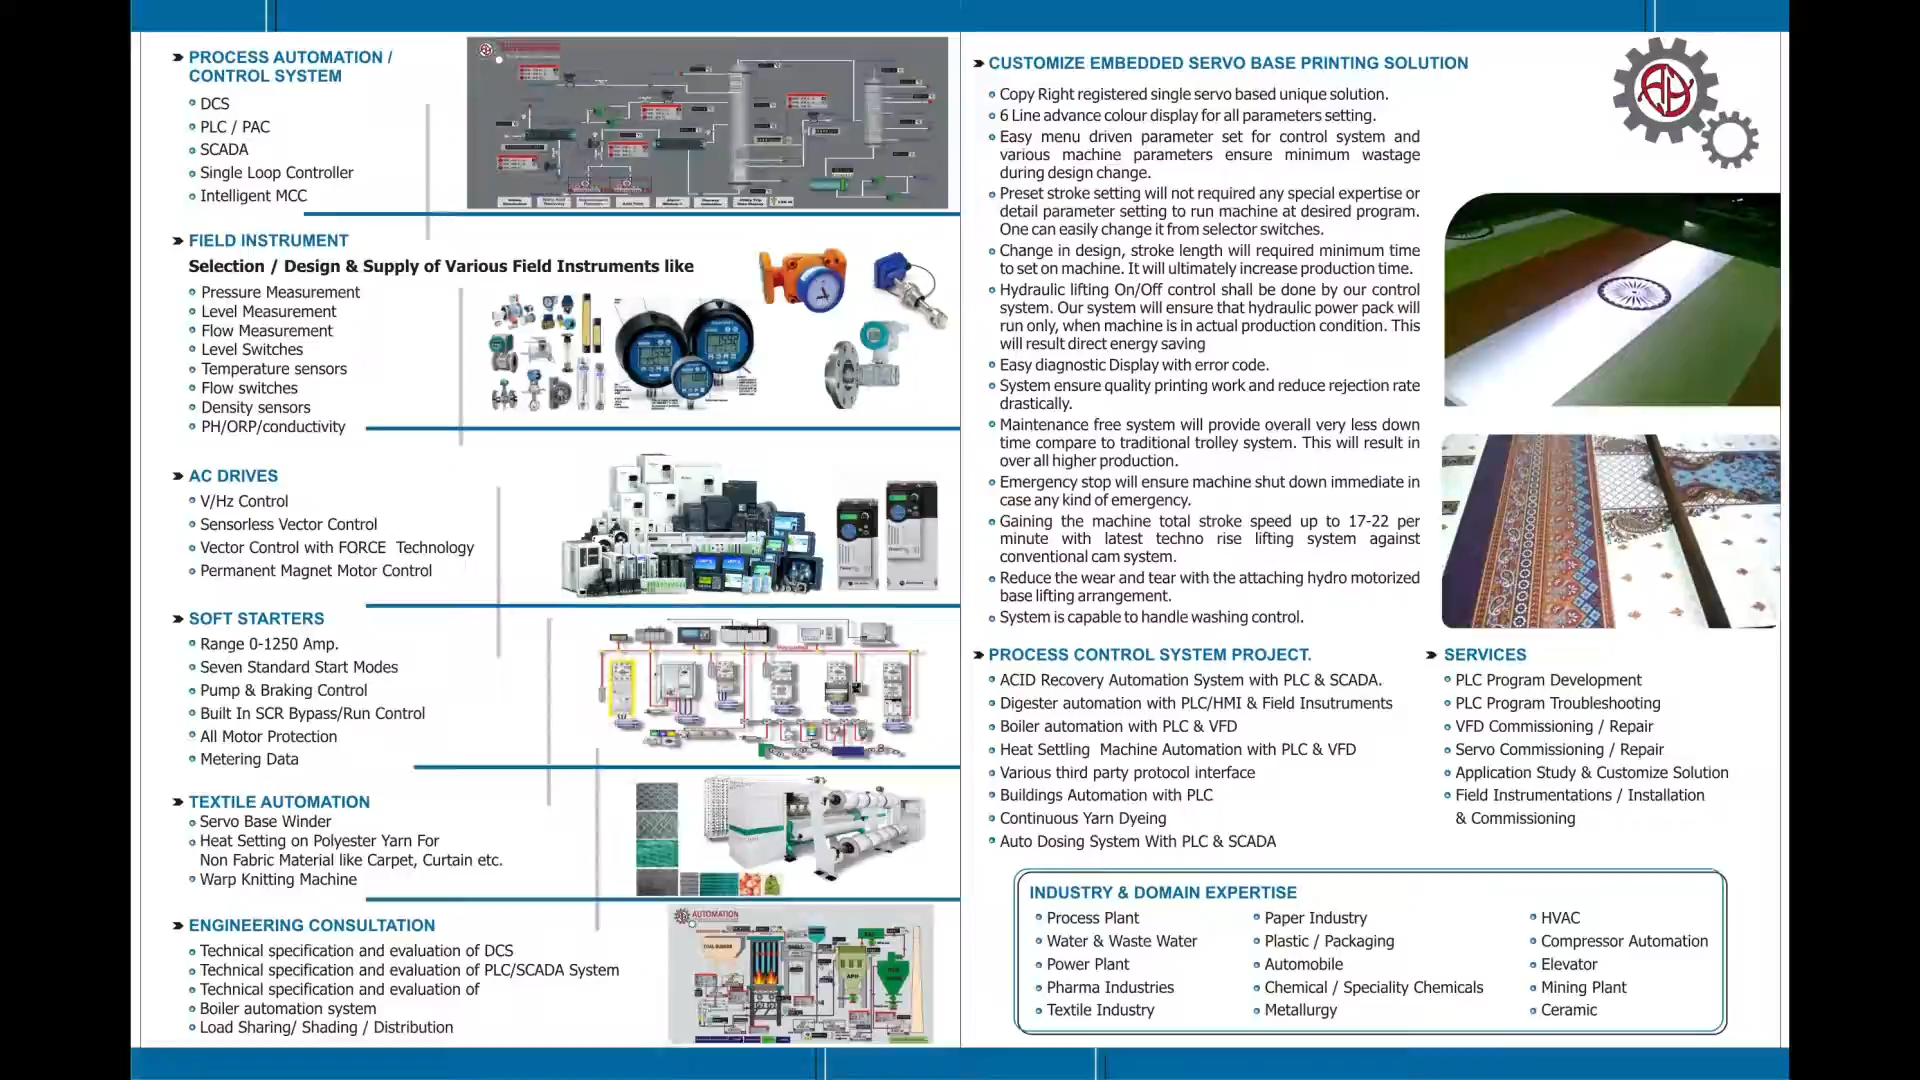 PROCESS AUTOMATION /
CONTROL SYSTEM
DCS
PLC / PAC
SCADA
Single Loop Controller
Intelligent MCC
FIELD INSTRUMENT
Selection / Design & Supply of Various Field Instruments like
Pressure Measurement
Level Measurement
Flow Measurement
Level Switches
Temperature sensors
Flow switches
Density sensors
PH/ORP/conductivity
AC DRIVES
V/Hz Control
Sensorless Vector Control
Vector Control with FORCE Technology
Permanent Magnet Motor Control
SOFT STARTERS
Range 0-1250 Amp.
Seven Standard Start Modes
Pump & Braking Control
Built In SCR Bypass/Run Control
All Motor Protection
Metering Data
TEXTILE AUTOMATION
Servo Base Winder
Heat Setting on Polyester Yarn For
Non Fabric Material like Carpet, Curtain etc.
Warp Knitting Machine
ENGINEERING CONSULTATION
Technical specification and evaluation of DCS
Technical specification and evaluation of PLC/SCADA System
Technical specification and evaluation of
Boiler automation system
Load Sharing/ Shading / Distribution
AUTOMATION
CUSTOMIZE EMBEDDED SERVO BASE PRINTING SOLUTION
Copy Right registered single servo based unique solution.
6 Line advance colour display for all parameters setting.
Easy menu driven parameter set for control system and
various machine parameters ensure minimum wastage
during design change.
Preset stroke setting will not required any special expertise or
detail parameter setting to run machine at desired program.
One can easily change it from selector switches.
Change in design, stroke length will required minimum time
to set on machine. It will ultimately increase production time.
Hydraulic lifting On/Off control shall be done by our control
system. Our system will ensure that hydraulic power pack will
run only, when machine is in actual production condition. This
will result direct energy saving
Easy diagnostic Display with error code.
System ensure quality printing work and reduce rejection rate
drastically.
Maintenance free system will provide overall very less down
time compare to traditional trolley system. This will result in
over all higher production.
Emergency stop will ensure machine shut down immediate in
case any kind of emergency.
Gaining the machine total stroke speed up to 17-22 per
minute with latest techno rise lifting system against
conventional cam system.
Reduce the wear and tear with the attaching hydro motorized
base lifting arrangement.
System is capable to handle washing control.
PROCESS CONTROL SYSTEM PROJECT.
ACID Recovery Automation System with PLC & SCADA.
Digester automation with PLC/HMI & Field Insutruments
Boiler automation with PLC & VFD
Heat Settling Machine Automation with PLC & VFD
Various third party protocol interface
Buildings Automation with PLC
Continuous Yarn Dyeing
Auto Dosing System With PLC & SCADA
SERVICES
PLC Program Development
PLC Program Troubleshooting
VFD Commissioning / Repair
Servo Commissioning / Repair
Application Study & Customize Solution
Field Instrumentations / Installation
& Commissioning
INDUSTRY & DOMAIN EXPERTISE
Process Plant
Water & Waste Water
Power Plant
Pharma Industries
Textile Industry
Paper Industry
Plastic / Packaging
Automobile
Chemical / Speciality Chemicals
Metallurgy
HVAC
Compressor Automation
Elevator
Mining Plant
Ceramic